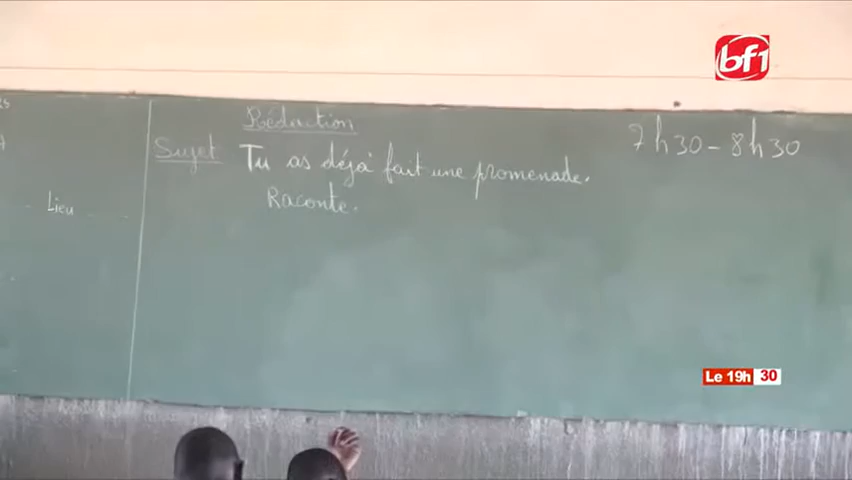 bf1
Rédaction
7h30 - 8h30
Sujet Tu as déjà fait une promenade.
Raconte.
Lieu
Le 19h 30